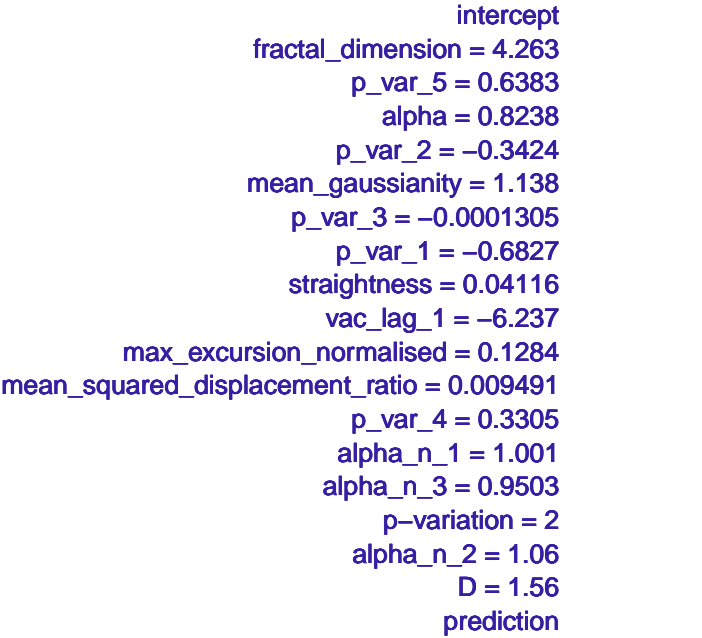 intercept
fractal_dimension = 4.263
p_var_5 = 0.6383
alpha = 0.8238
p_var_2 = −0.3424
mean_gaussianity = 1.138
p_var_3 = −0.0001305
p_var_1 = −0.6827
straightness = 0.04116
vac_lag_1 = −6.237
max_excursion_normalised = 0.1284
mean_squared_displacement_ratio = 0.009491
p_var_4 = 0.3305
alpha_n_1 = 1.001
alpha_n_3 = 0.9503
p−variation = 2
alpha_n_2 = 1.06
D = 1.56
prediction